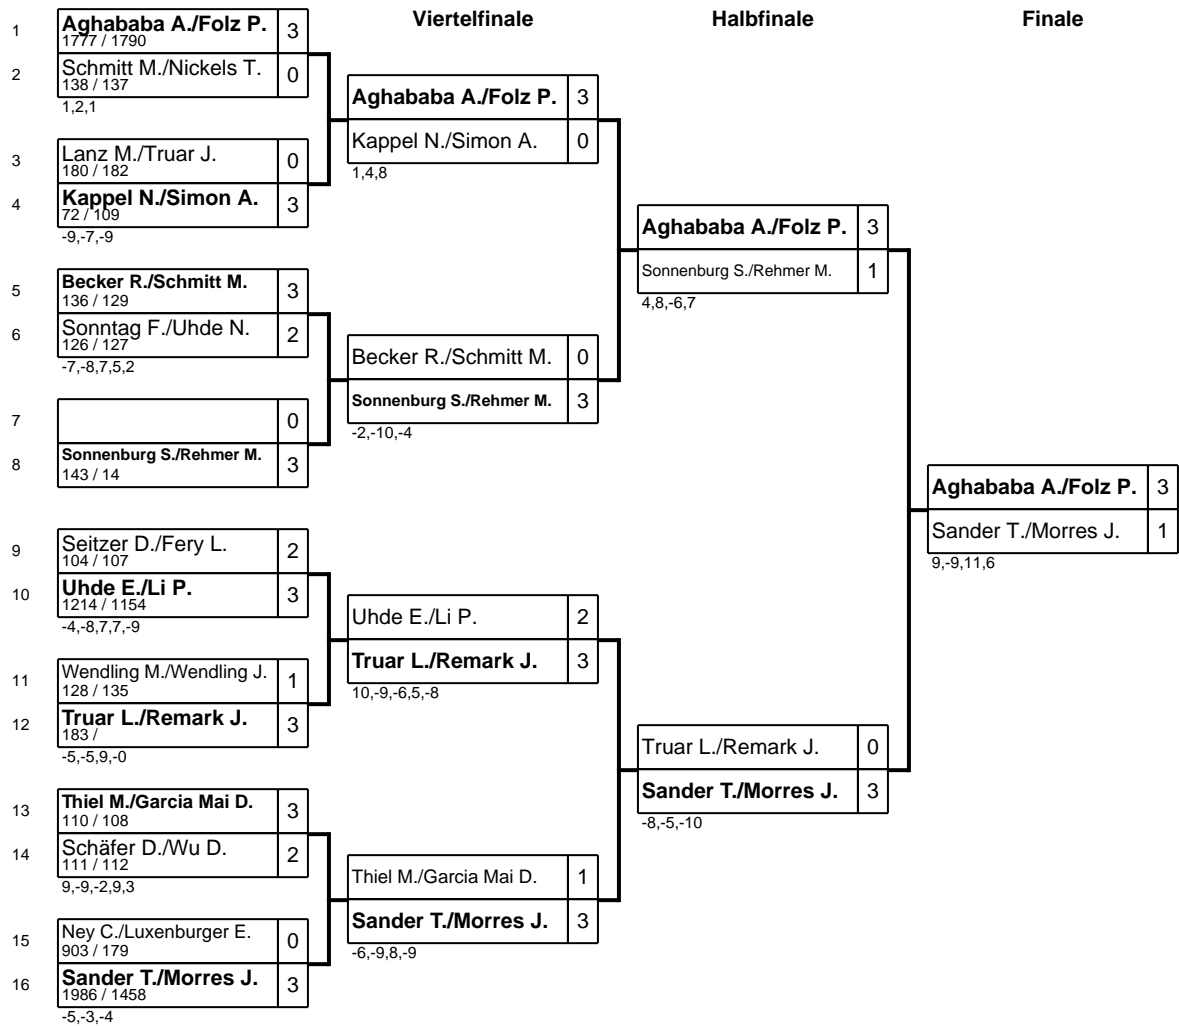 Viertelfinale
Halbfinale
Finale
1 Aghababa A./Folz P. 3
1777 / 1790
2 Schmitt M./Nickels T. 0
138 / 137
1,2,1
3 Lanz M./Truar J. 0
180 / 182
4 Kappel N./Simon A. 3
72 / 109
-9,-7,-9
5 Becker R./Schmitt M. 3
136 / 129
6 Sonntag F./Uhde N. 2
126 / 127
-7,-8,7,5,2
7 0
8 Sonnenburg S./Rehmer M. 3
143 / 14
9 Seitzer D./Fery L. 2
104 / 107
10 Uhde E./Li P. 3
1214 / 1154
-4,-8,7,7,-9
11 Wendling M./Wendling J. 1
128 / 135
12 Truar L./Remark J. 3
183 /
-5,-5,9,-0
13 Thiel M./Garcia Mai D. 3
110 / 108
14 Schäfer D./Wu D. 2
111 / 112
9,-9,-2,9,3
15 Ney C./Luxenburger E. 0
903 / 179
16 Sander T./Morres J. 3
1986 / 1458
-5,-3,-4
Aghababa A./Folz P. 3
Kappel N./Simon A. 0
1,4,8
Becker R./Schmitt M. 0
Sonnenburg S./Rehmer M. 3
-2,-10,-4
Uhde E./Li P. 2
Truar L./Remark J. 3
10,-9,-6,5,-8
Thiel M./Garcia Mai D. 1
Sander T./Morres J. 3
-6,-9,8,-9
Aghababa A./Folz P. 3
Sonnenburg S./Rehmer M. 1
4,8,-6,7
Truar L./Remark J. 0
Sander T./Morres J. 3
-8,-5,-10
Aghababa A./Folz P. 3
Sander T./Morres J. 1
9,-9,11,6